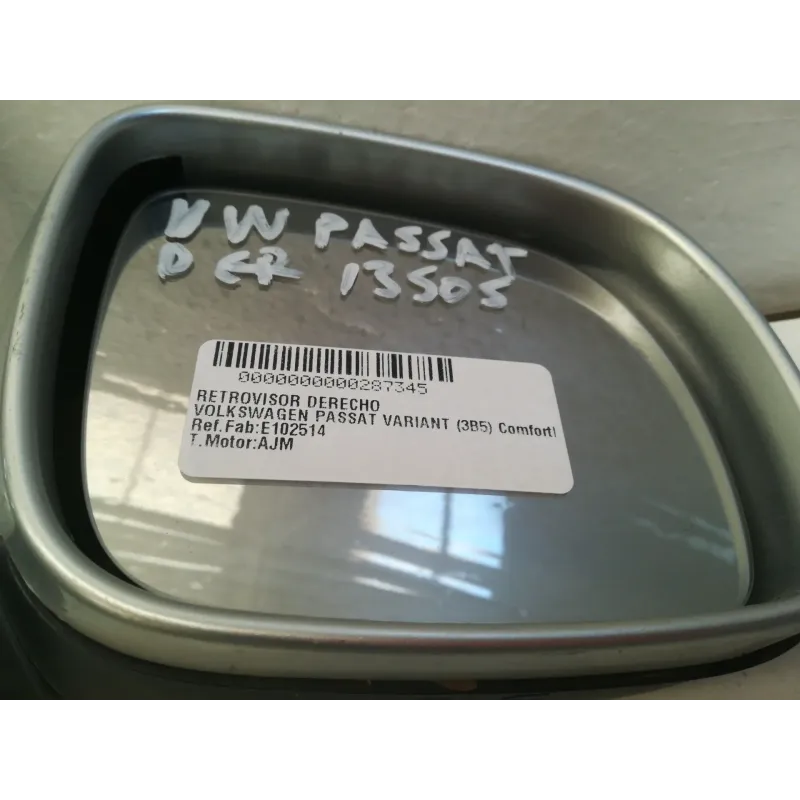 VW PASSAT
DER 13505
0000000000287345
RETROVISOR DERECHO
VOLKSWAGEN PASSAT VARIANT (3B5) Comfortl
Ref.Fab:E102514
T.Motor:AJM